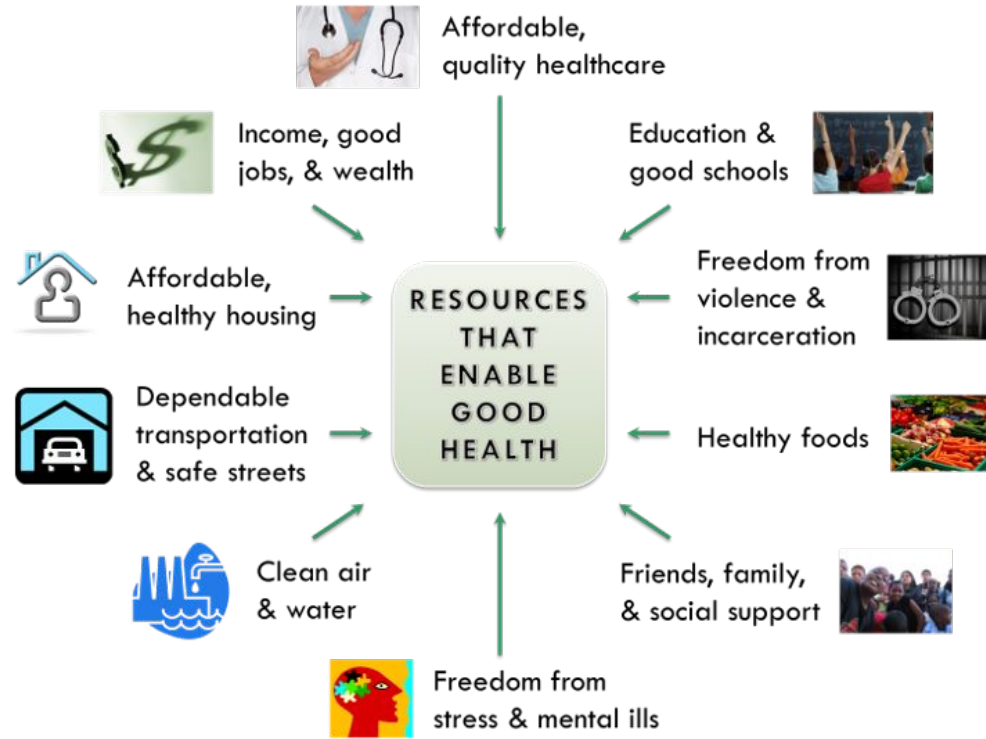 Affordable,
quality healthcare
Income, good
jobs, & wealth
Education &
good schools
Affordable,
healthy housing
RESOURCES
THAT
ENABLE
GOOD
HEALTH
Freedom from
violence &
incarceration
Dependable
transportation
& safe streets
Healthy foods
Clean air
& water
Friends, family,
& social support
Freedom from
stress & mental ills